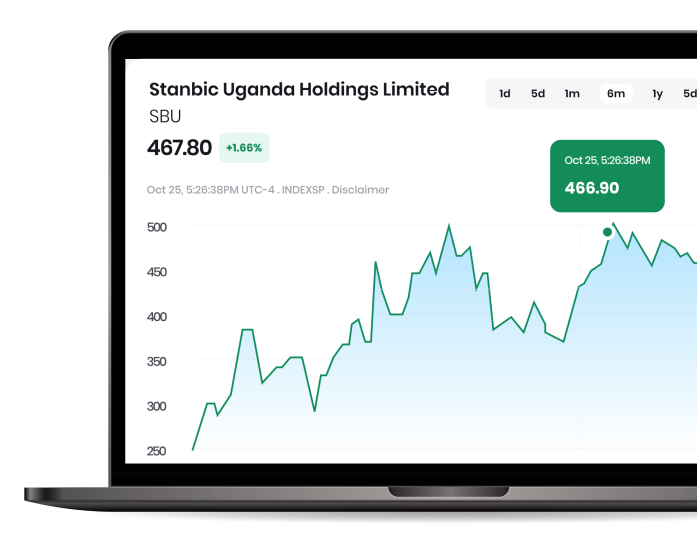 Stanbic Uganda Holdings Limited
SBU
467.80 +1.66%
Oct 25, 5:26:38PM UTC-4 . INDEXSP . Disclaimer
1d 5d 1m 6m 1y 5d
Oct 25, 5:26:38PM
466.90
500
450
400
350
300
250